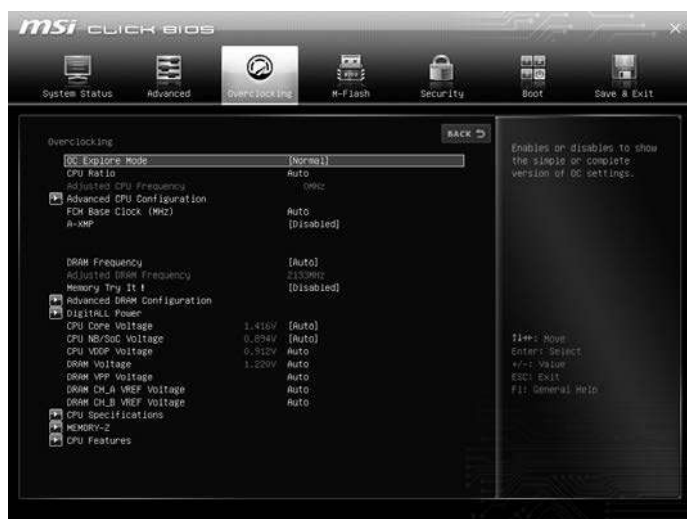 msi CLICK BIOS
System Status Advanced Overclocking M-Flash Security Boot Save & Exit
BACK
Overclocking
OC Explore Mode [Normal]
CPU Ratio Auto
Adjusted CPU Frequency 0MHz
Advanced CPU Configuration
FCH Base Clock (MHz) Auto
A-XMP [Disabled]
DRAM Frequency [Auto]
Adjusted DRAM Frequency 2133MHz
Memory Try It ! [Disabled]
Advanced DRAM Configuration
DigitALL Power
CPU Core Voltage 1.416V [Auto]
CPU NB/SoC Voltage 0.894V [Auto]
CPU VDDP Voltage 0.912V Auto
DRAM Voltage 1.220V Auto
DRAM VPP Voltage Auto
DRAM CH_A VREF Voltage Auto
DRAM CH_B VREF Voltage Auto
CPU Specifications
MEMORY-Z
CPU Features
Enables or disables to show
the simple or complete
version of OC settings.
↑↓←→: Move
Enter: Select
+/-: Value
ESC: Exit
F1: General Help